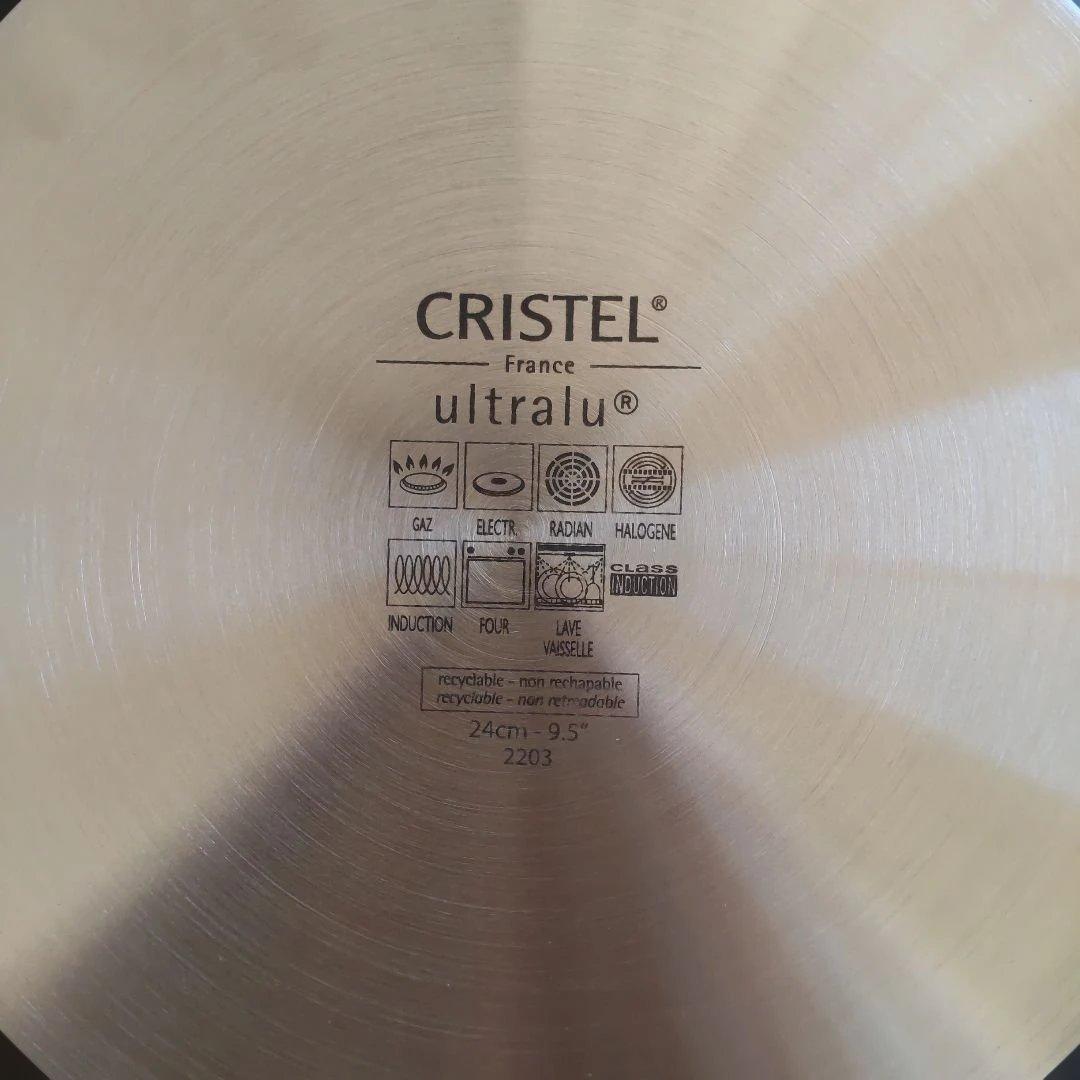 CRISTEL®
France
ultralu®
GAZ ELECTR. RADIAN HALOGENE
CLASS
INDUCTION
INDUCTION FOUR LAVE
VAISSELLE
recyclable - non rechapable
recyclable - non retreadable
24cm - 9.5"
2203